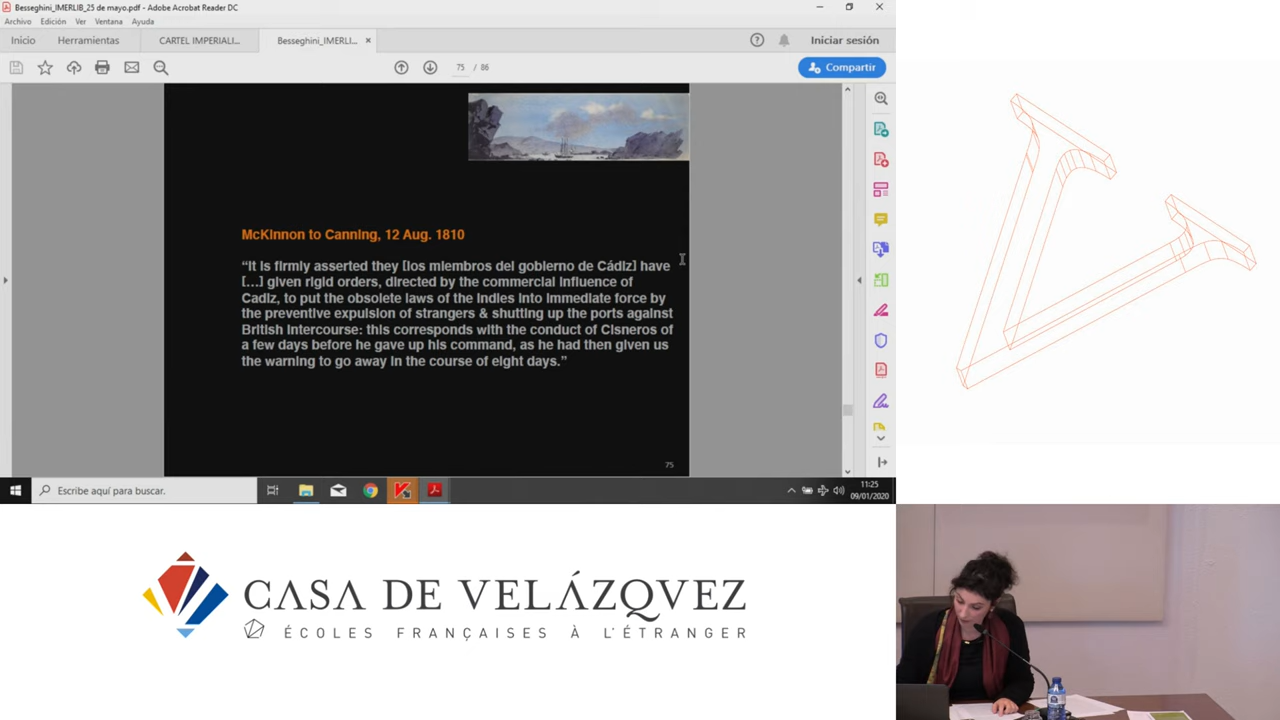 Besseghini_IMERLIB_25 de mayo.pdf - Adobe Acrobat Reader DC
Archivo Edición Ver Ventana Ayuda
Inicio Herramientas CARTEL IMPERIALI... Besseghini_IMERLI... × Iniciar sesión
75 / 86 Compartir
McKinnon to Canning, 12 Aug. 1810
“It is firmly asserted they [los miembros del gobierno de Cádiz] have
[…] given rigid orders, directed by the commercial influence of
Cadiz, to put the obsolete laws of the Indies into immediate force by
the preventive expulsion of strangers & shutting up the ports against
British intercourse: this corresponds with the conduct of Cisneros of
a few days before he gave up his command, as he had then given us
the warning to go away in the course of eight days.”
75
Escribe aquí para buscar. 11:25
09/01/2020
CASA DE VELÁZQVEZ
ÉCOLES FRANÇAISES À L'ÉTRANGER